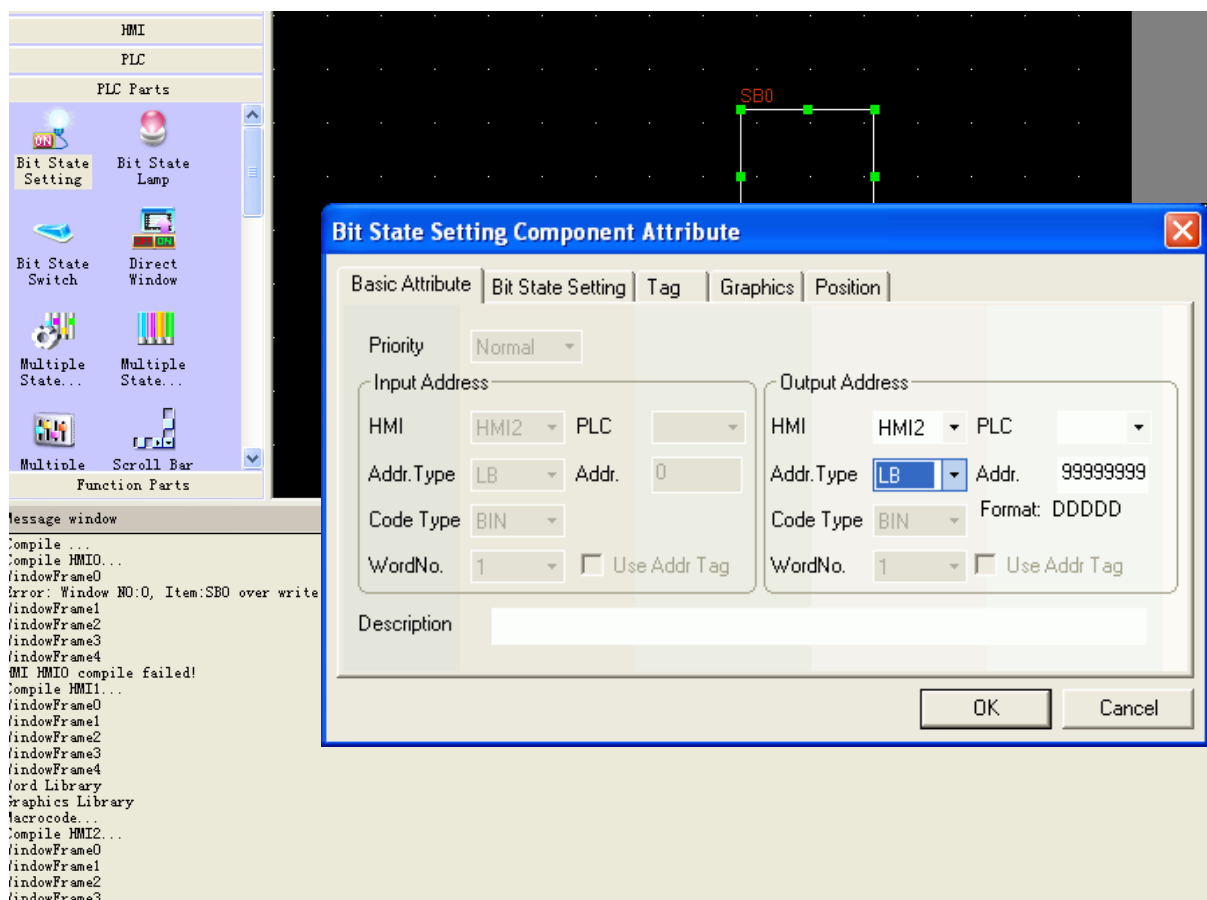 HMI
PLC
PLC Parts
Bit State
Setting
Bit State
Lamp
Bit State
Switch
Direct
Window
Multiple
State...
Multiple
State...
Multiple
Scroll Bar
Function Parts
SB0
Bit State Setting Component Attribute
Basic Attribute Bit State Setting Tag Graphics Position
Priority Normal
Input Address
HMI HMI2 PLC
Addr.Type LB Addr. 0
Code Type BIN
WordNo. 1 Use Addr Tag
Output Address
HMI HMI2 PLC
Addr.Type LB Addr. 99999999
Code Type BIN Format: DDDDD
WordNo. 1 Use Addr Tag
Description
OK Cancel
Message window
Compile ...
Compile HMI0...
WindowFrame0
Error: Window NO:0, Item:SB0 over write
WindowFrame1
WindowFrame2
WindowFrame3
WindowFrame4
HMI HMI0 compile failed!
Compile HMI1...
WindowFrame0
WindowFrame1
WindowFrame2
WindowFrame3
WindowFrame4
Word Library
Graphics Library
Macrocode...
Compile HMI2...
WindowFrame0
WindowFrame1
WindowFrame2
WindowFrame3